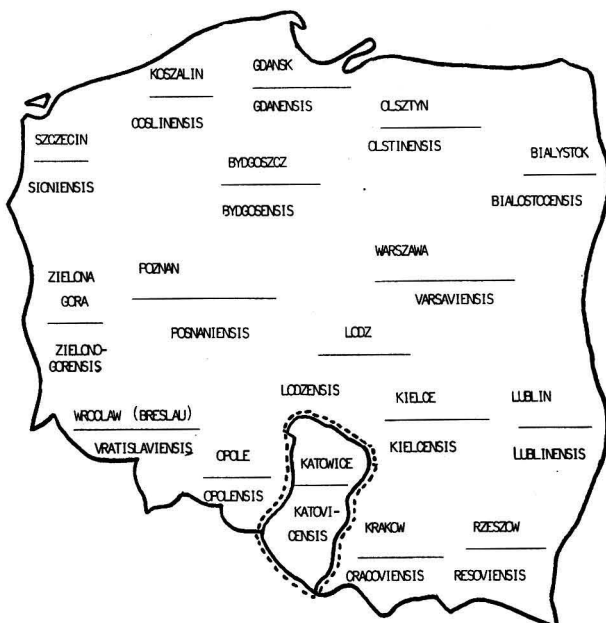 KOSZALIN
COSLINENSIS
GDANSK
GDANENSIS
OLSZTYN
OLSTINENSIS
SZCZECIN
SICNIENSIS
BYDGOSZCZ
BYDGOSENSIS
BIALYSTOK
BIALOSTOCENSIS
ZIELONA
GORA
ZIELONO-
GORENSIS
POZNAN
POSNANIENSIS
WARSZAWA
VARSAVIENSIS
LODZ
LODZENSIS
WROCLAW (BRESLAU)
VRATISLAVIENSIS
OPOLE
OPOLENSIS
KATOWICE
KATOVI-
CENSIS
KIELCE
KIELCENSIS
LUBLIN
LUBLINENSIS
KRAKOW
CRACOVIENSIS
RZESZOW
RESOVIENSIS